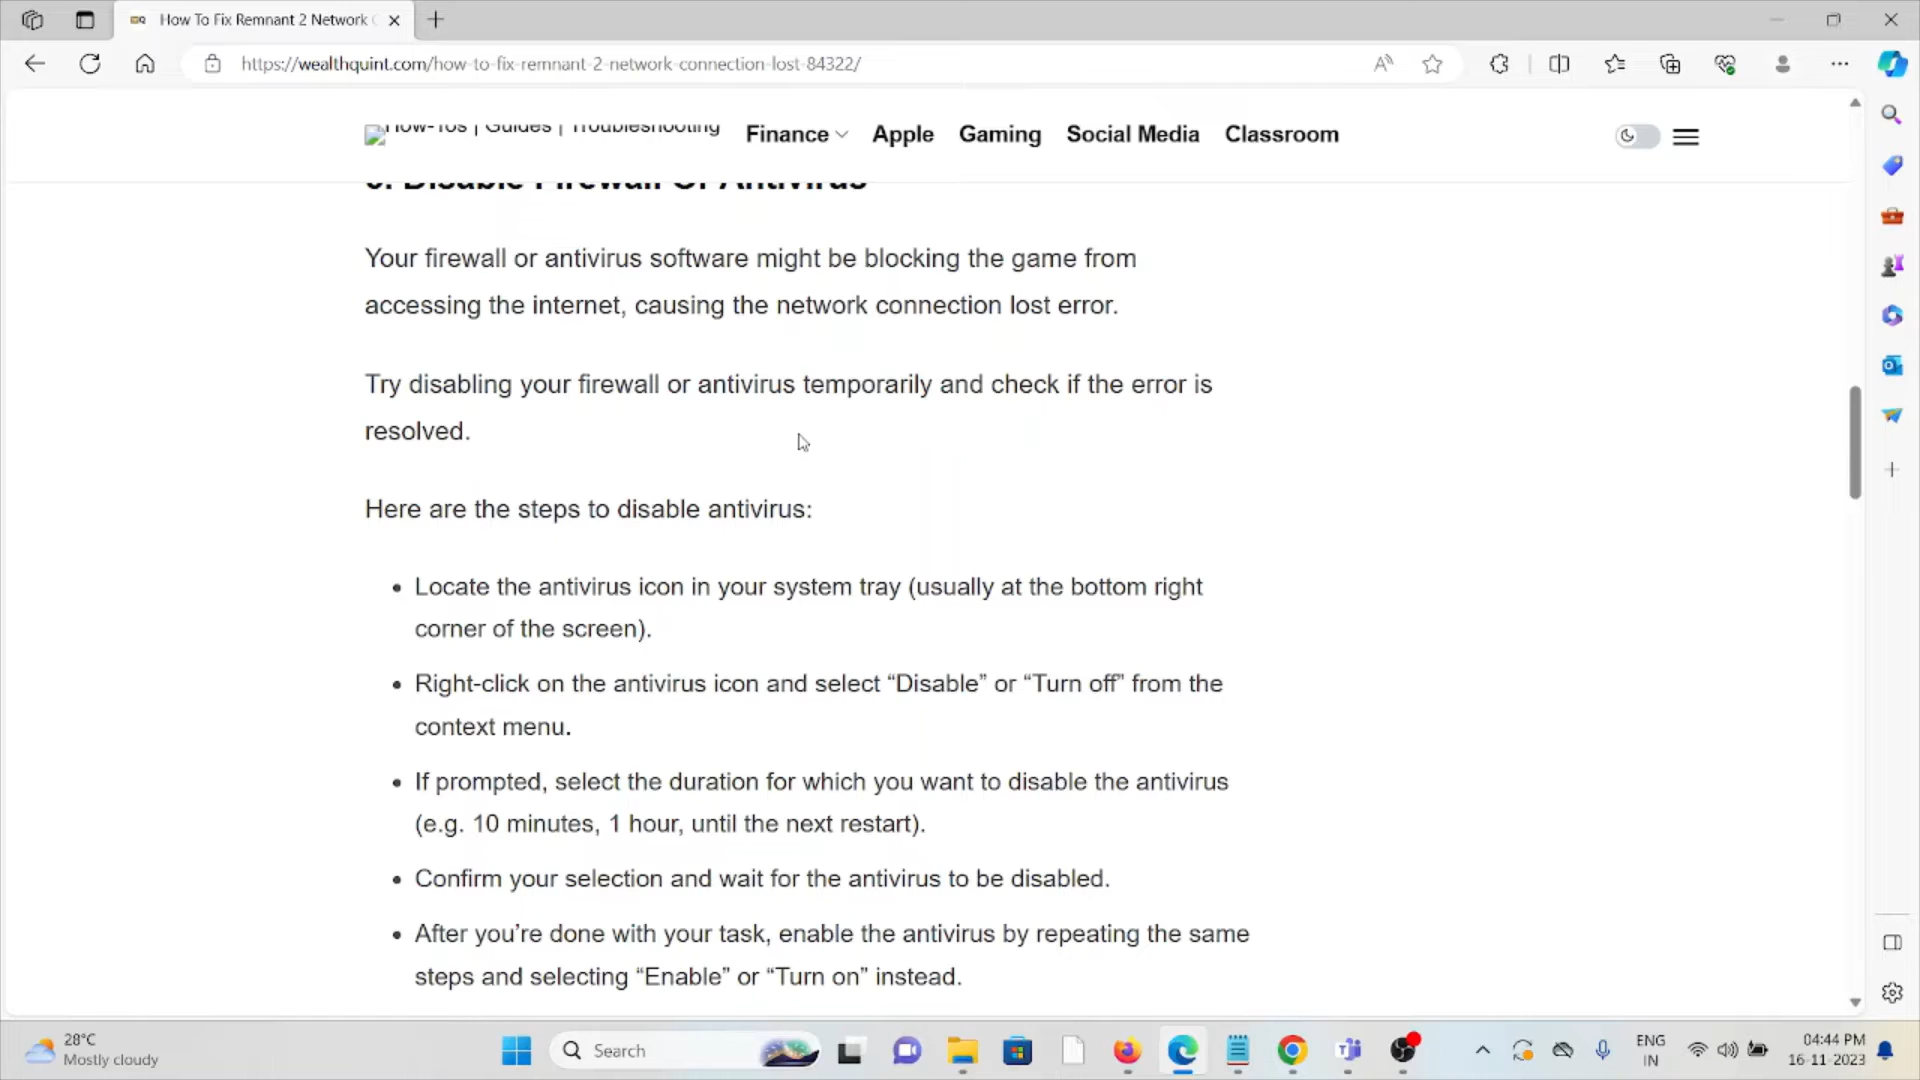 How To Fix Remnant 2 Network
https://wealthquint.com/how-to-fix-remnant-2-network-connection-lost-84322/
How-Tos | Guides | Troubleshooting
Finance Apple Gaming Social Media Classroom
Disable Firewall Or Antivirus
Your firewall or antivirus software might be blocking the game from
accessing the internet, causing the network connection lost error.
Try disabling your firewall or antivirus temporarily and check if the error is
resolved.
Here are the steps to disable antivirus:
• Locate the antivirus icon in your system tray (usually at the bottom right
corner of the screen).
• Right-click on the antivirus icon and select “Disable” or “Turn off” from the
context menu.
• If prompted, select the duration for which you want to disable the antivirus
(e.g. 10 minutes, 1 hour, until the next restart).
• Confirm your selection and wait for the antivirus to be disabled.
• After you’re done with your task, enable the antivirus by repeating the same
steps and selecting “Enable” or “Turn on” instead.
28°C
Mostly cloudy
Search
ENG
IN
04:44 PM
16-11-2023